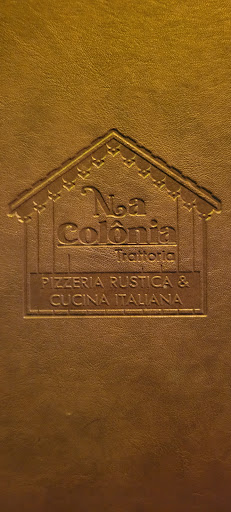 Na
Colônia
Trattoria
PIZZERIA RUSTICA &
CUCINA ITALIANA